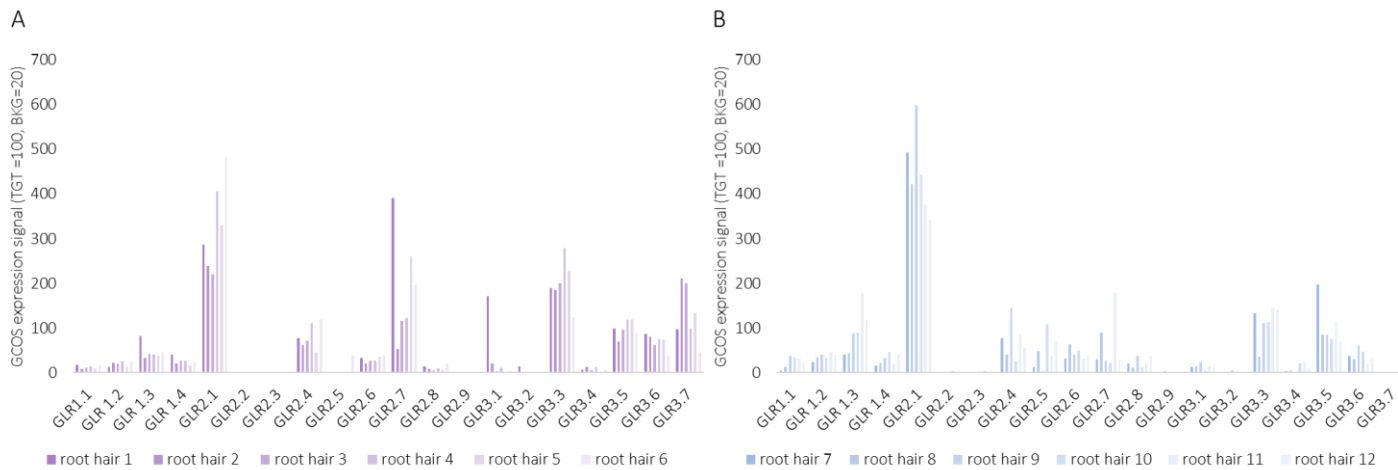 A
B
GCOS expression signal (TGT =100, BKG=20)
700
600
500
400
300
200
100
0
GLR1.1
GLR 1.2
GLR 1.3
GLR 1.4
GLR2.1
GLR2.2
GLR2.3
GLR2.4
GLR2.5
GLR2.6
GLR2.7
GLR2.8
GLR2.9
GLR3.1
GLR3.2
GLR3.3
GLR3.4
GLR3.5
GLR3.6
GLR3.7
root hair 1 root hair 2 root hair 3 root hair 4 root hair 5 root hair 6
GCOS expression signal (TGT =100, BKG=20)
700
600
500
400
300
200
100
0
GLR1.1
GLR 1.2
GLR 1.3
GLR 1.4
GLR2.1
GLR2.2
GLR2.3
GLR2.4
GLR2.5
GLR2.6
GLR2.7
GLR2.8
GLR2.9
GLR3.1
GLR3.2
GLR3.3
GLR3.4
GLR3.5
GLR3.6
GLR3.7
root hair 7 root hair 8 root hair 9 root hair 10 root hair 11 root hair 12